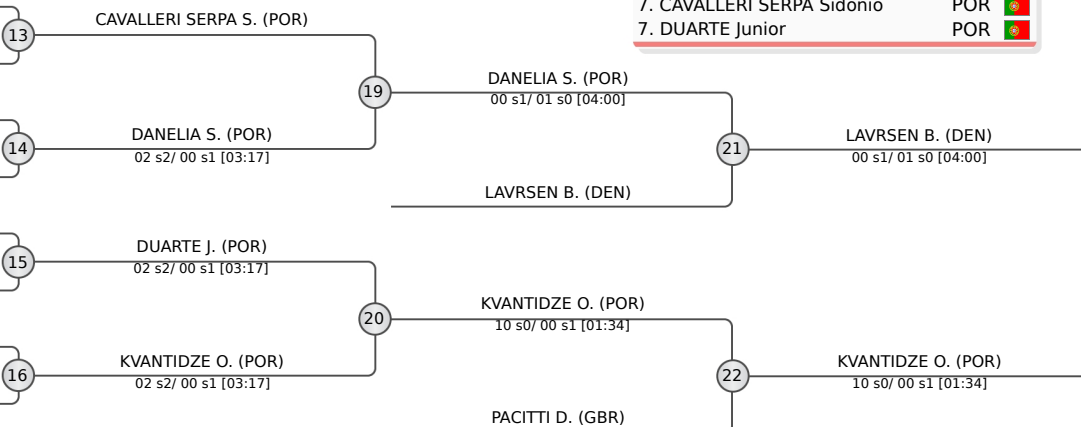 7. CAVALLERI SERPA Sidonio POR
7. DUARTE Junior POR
CAVALLERI SERPA S. (POR)
13
19
DANELIA S. (POR)
00 s1/ 01 s0 [04:00]
DANELIA S. (POR)
02 s2/ 00 s1 [03:17]
14
21
LAVRSEN B. (DEN)
00 s1/ 01 s0 [04:00]
LAVRSEN B. (DEN)
DUARTE J. (POR)
02 s2/ 00 s1 [03:17]
15
20
KVANTIDZE O. (POR)
10 s0/ 00 s1 [01:34]
KVANTIDZE O. (POR)
02 s2/ 00 s1 [03:17]
16
22
KVANTIDZE O. (POR)
10 s0/ 00 s1 [01:34]
PACITTI D. (GBR)